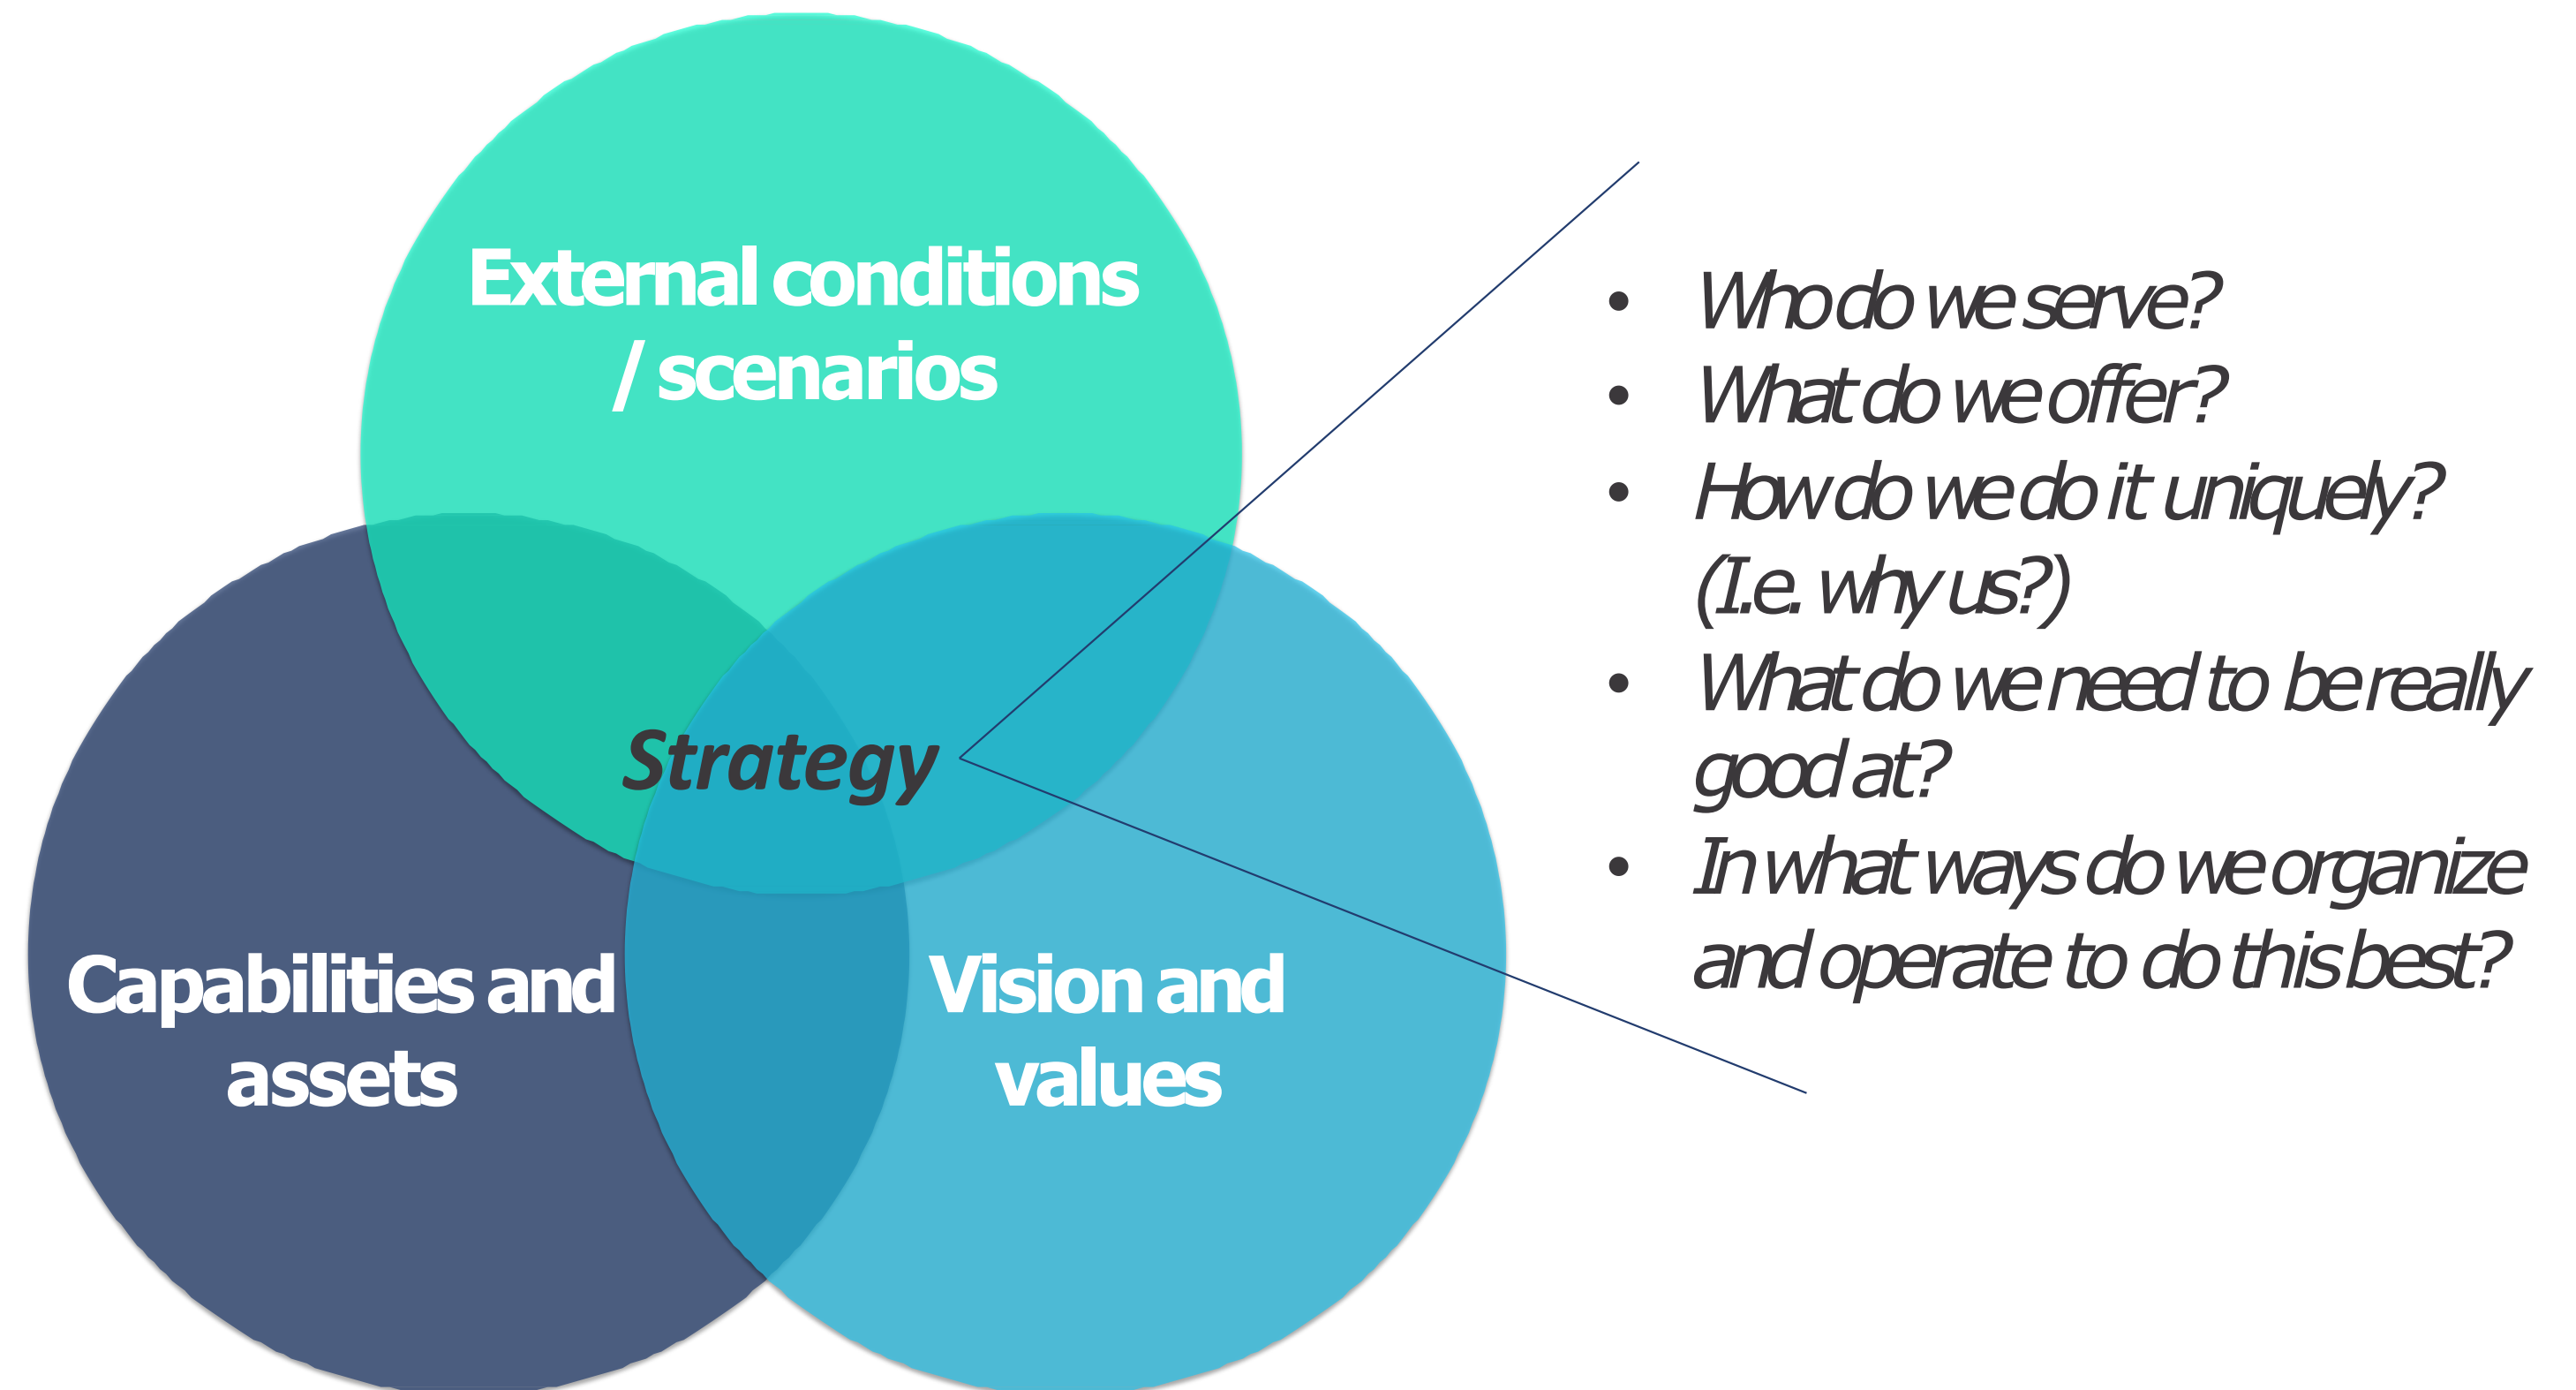 External conditions
/ scenarios
Strategy
Capabilities and
assets
Vision and
values
• Who do we serve?
• What do we offer?
• How do we do it uniquely?
(I.e. why us?)
• What do we need to be really
good at?
• In what ways do we organize
and operate to do this best?